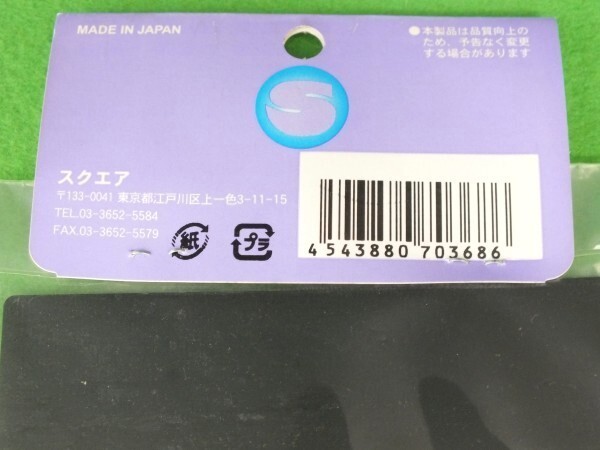 MADE IN JAPAN
●本製品は品質向上の
ため、予告なく変更
する場合があります
S
スクエア
〒133-0041 東京都江戸川区上一色3-11-15
TEL.03-3652-5584
FAX.03-3652-5579
紙
プラ
4543880 703686